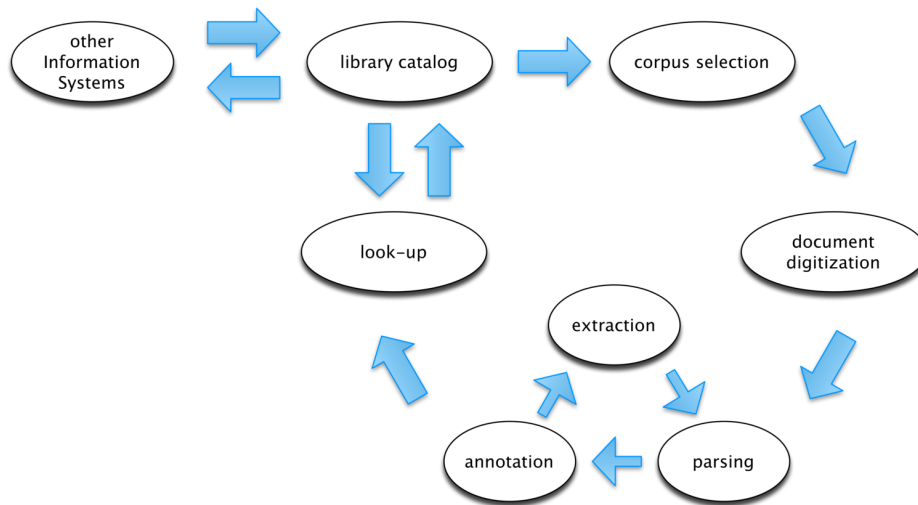 other
Information
Systems
library catalog
corpus selection
look-up
document
digitization
extraction
annotation
parsing